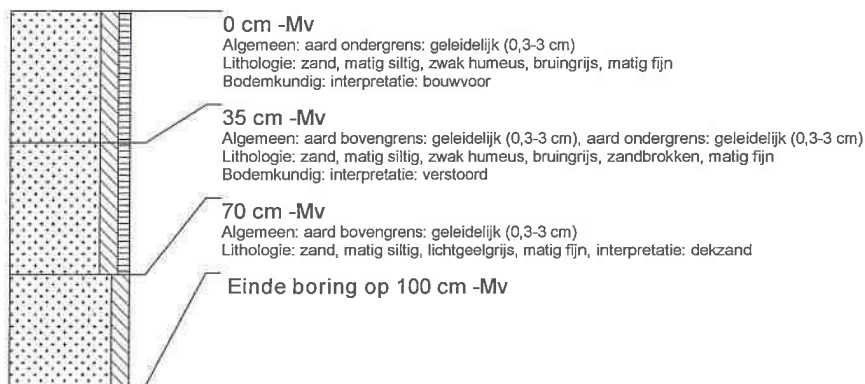 0 cm -Mv
Algemeen: aard ondergrens: geleidelijk (0,3-3 cm)
Lithologie: zand, matig siltig, zwak humeus, bruingrijs, matig fijn
Bodemkundig: interpretatie: bouwvoor
35 cm -Mv
Algemeen: aard bovengrens: geleidelijk (0,3-3 cm), aard ondergrens: geleidelijk (0,3-3 cm)
Lithologie: zand, matig siltig, zwak humeus, bruingrijs, zandbrokken, matig fijn
Bodemkundig: interpretatie: verstoord
70 cm -Mv
Algemeen: aard bovengrens: geleidelijk (0,3-3 cm)
Lithologie: zand, matig siltig, lichtgeelgrijs, matig fijn, interpretatie: dekzand
Einde boring op 100 cm -Mv